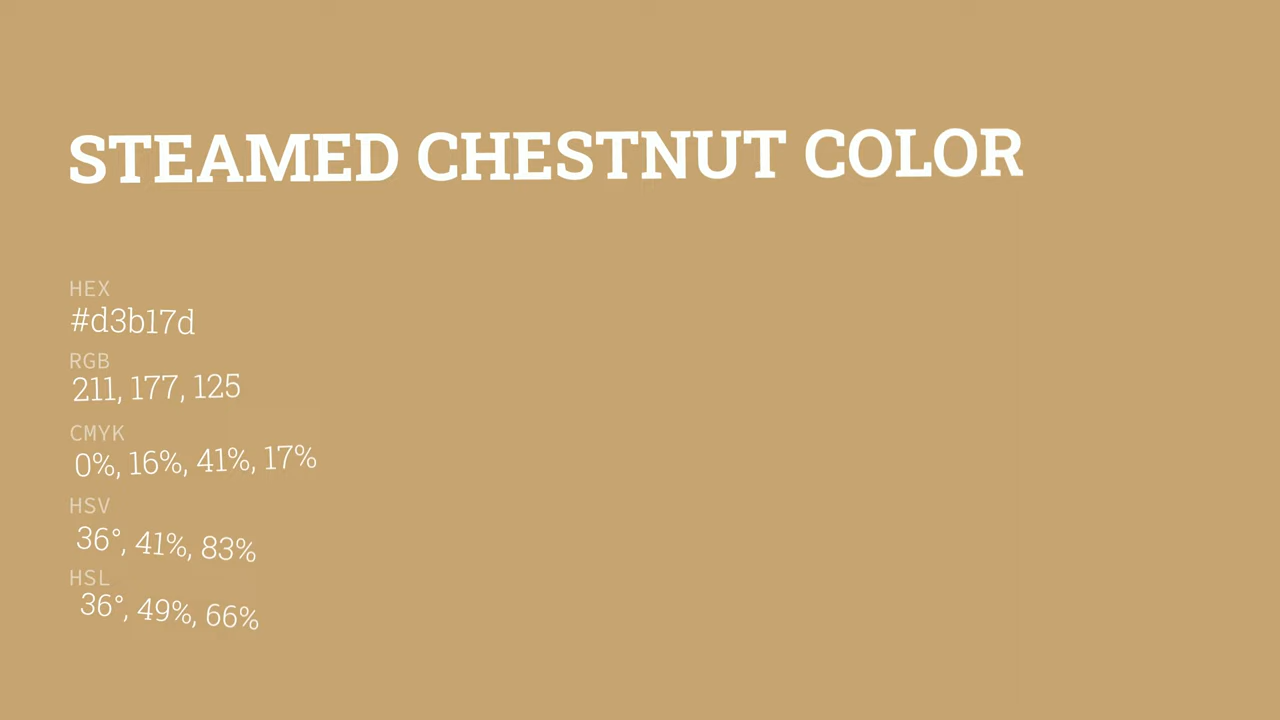 STEAMED CHESTNUT COLOR
HEX
#d3b17d
RGB
211, 177, 125
CMYK
0%, 16%, 41%, 17%
HSV
36°, 41%, 83%
HSL
36°, 49%, 66%